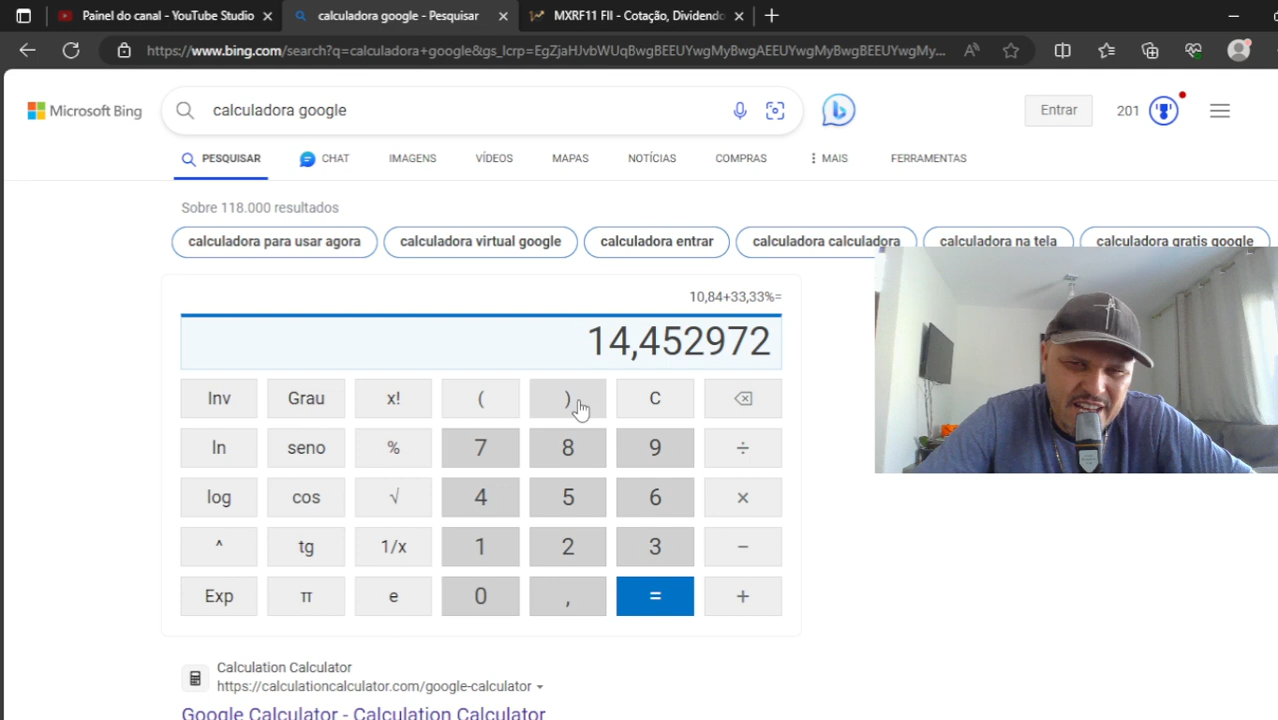 Painel do canal - YouTube Studio
calculadora google - Pesquisar
MXRF11 FII - Cotação, Dividendo
https://www.bing.com/search?q=calculadora+google&gs_lcrp=EgZjaHJvbWUqBwgBEEUYwgMyBwgAEEUYwgMyBwgBEEUYwgMy...
Microsoft Bing
calculadora google
Entrar
201
PESQUISAR
CHAT
IMAGENS
VÍDEOS
MAPAS
NOTÍCIAS
COMPRAS
MAIS
FERRAMENTAS
Sobre 118.000 resultados
calculadora para usar agora
calculadora virtual google
calculadora entrar
calculadora calculadora
calculadora na tela
calculadora gratis google
10,84+33,33%=
14,452972
Inv Grau x! ( ) C
ln seno % 7 8 9 ÷
log cos √ 4 5 6 ×
^ tg 1/x 1 2 3 −
Exp π e 0 , = +
Calculation Calculator
https://calculationcalculator.com/google-calculator
Google Calculator - Calculation Calculator